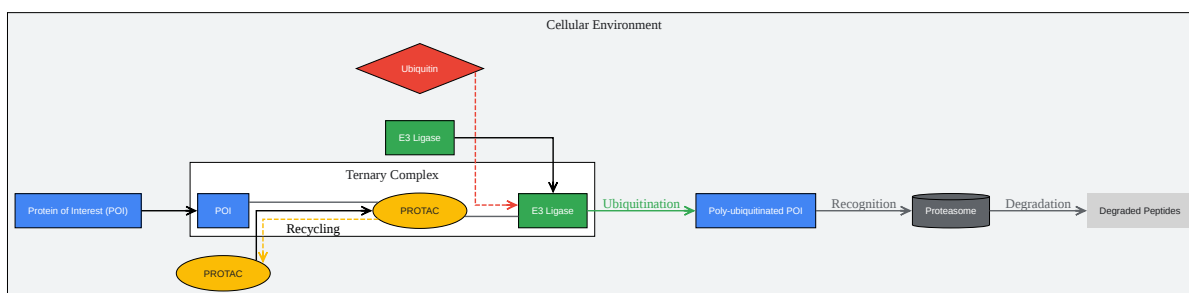 Cellular Environment
Ubiquitin
E3 Ligase
Ternary Complex
Protein of Interest (POI)
POI
PROTAC
E3 Ligase
Ubiquitination
Poly-ubiquitinated POI
Recognition
Proteasome
Degradation
Degraded Peptides
Recycling
PROTAC